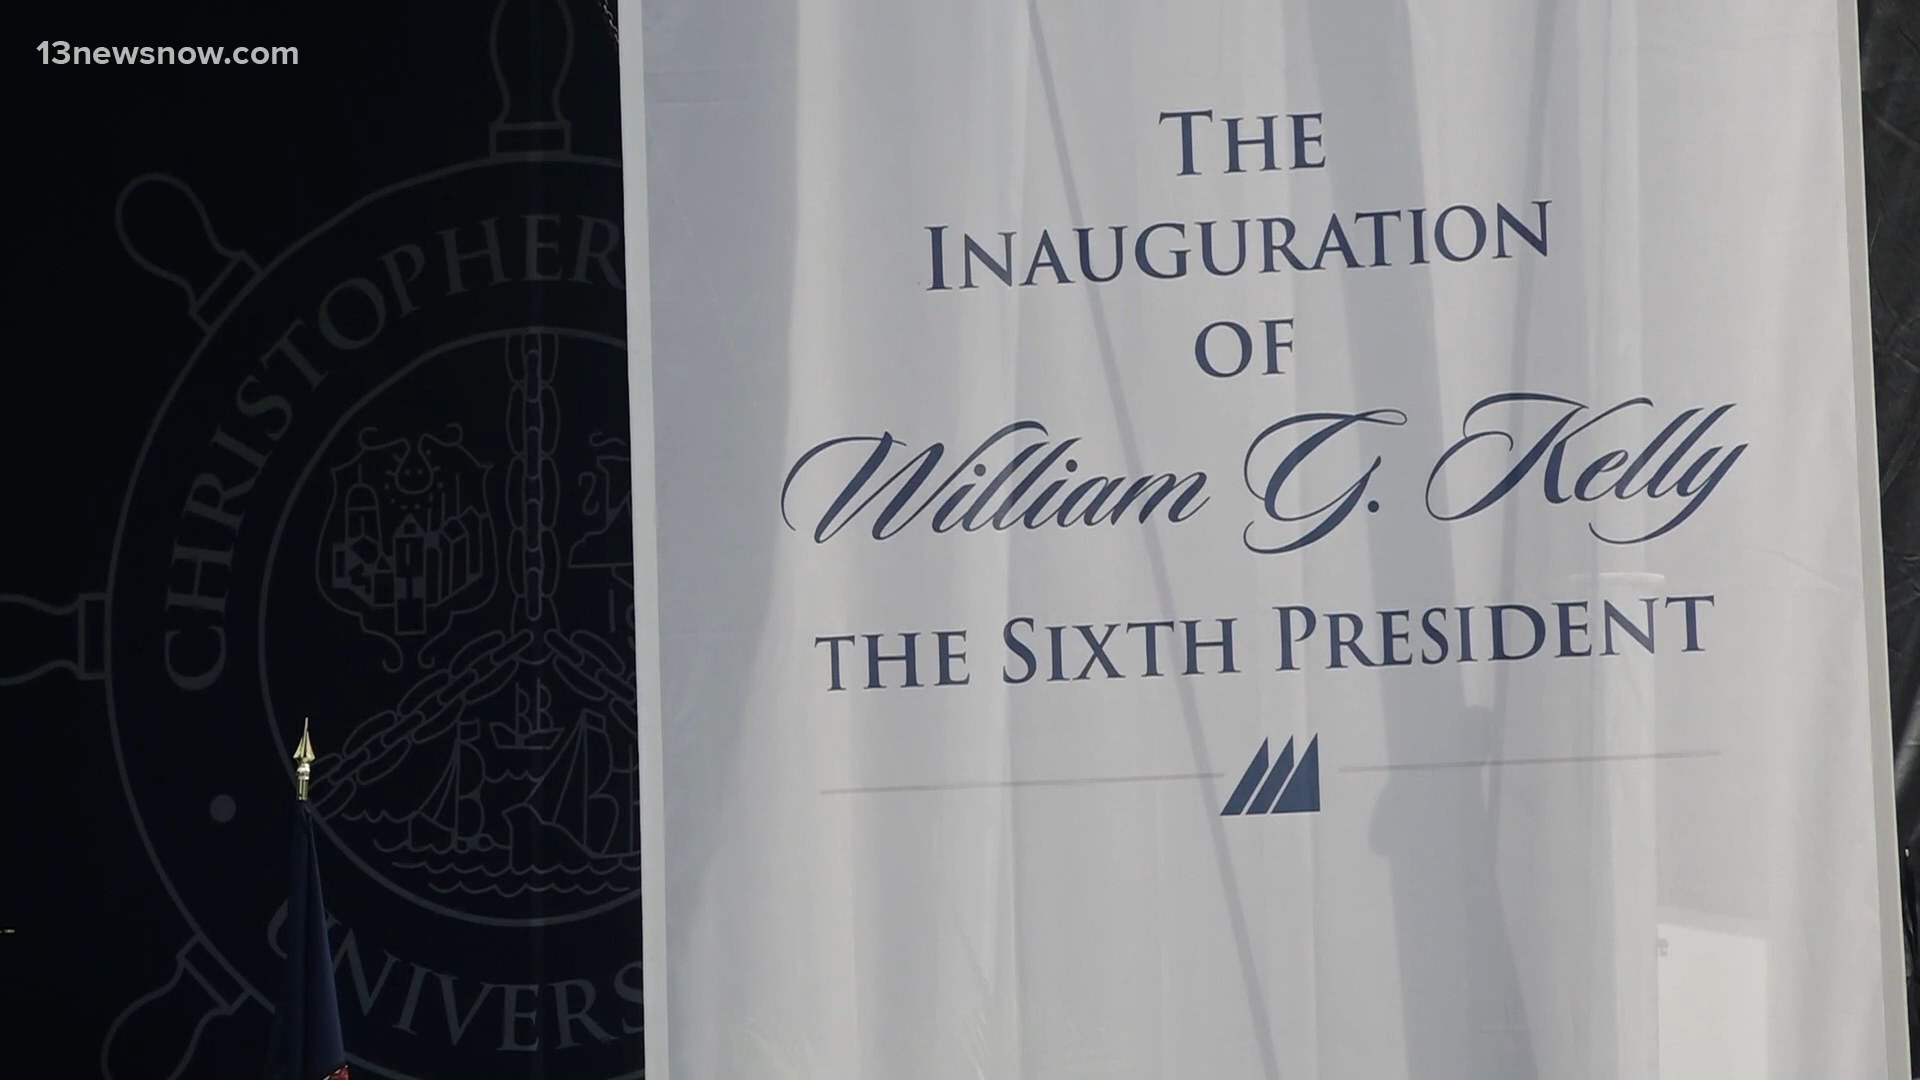 13newsnow.com
CHRISTOPHER
UNIVERS
THE
INAUGURATION
OF
William G. Kelly
THE SIXTH PRESIDENT